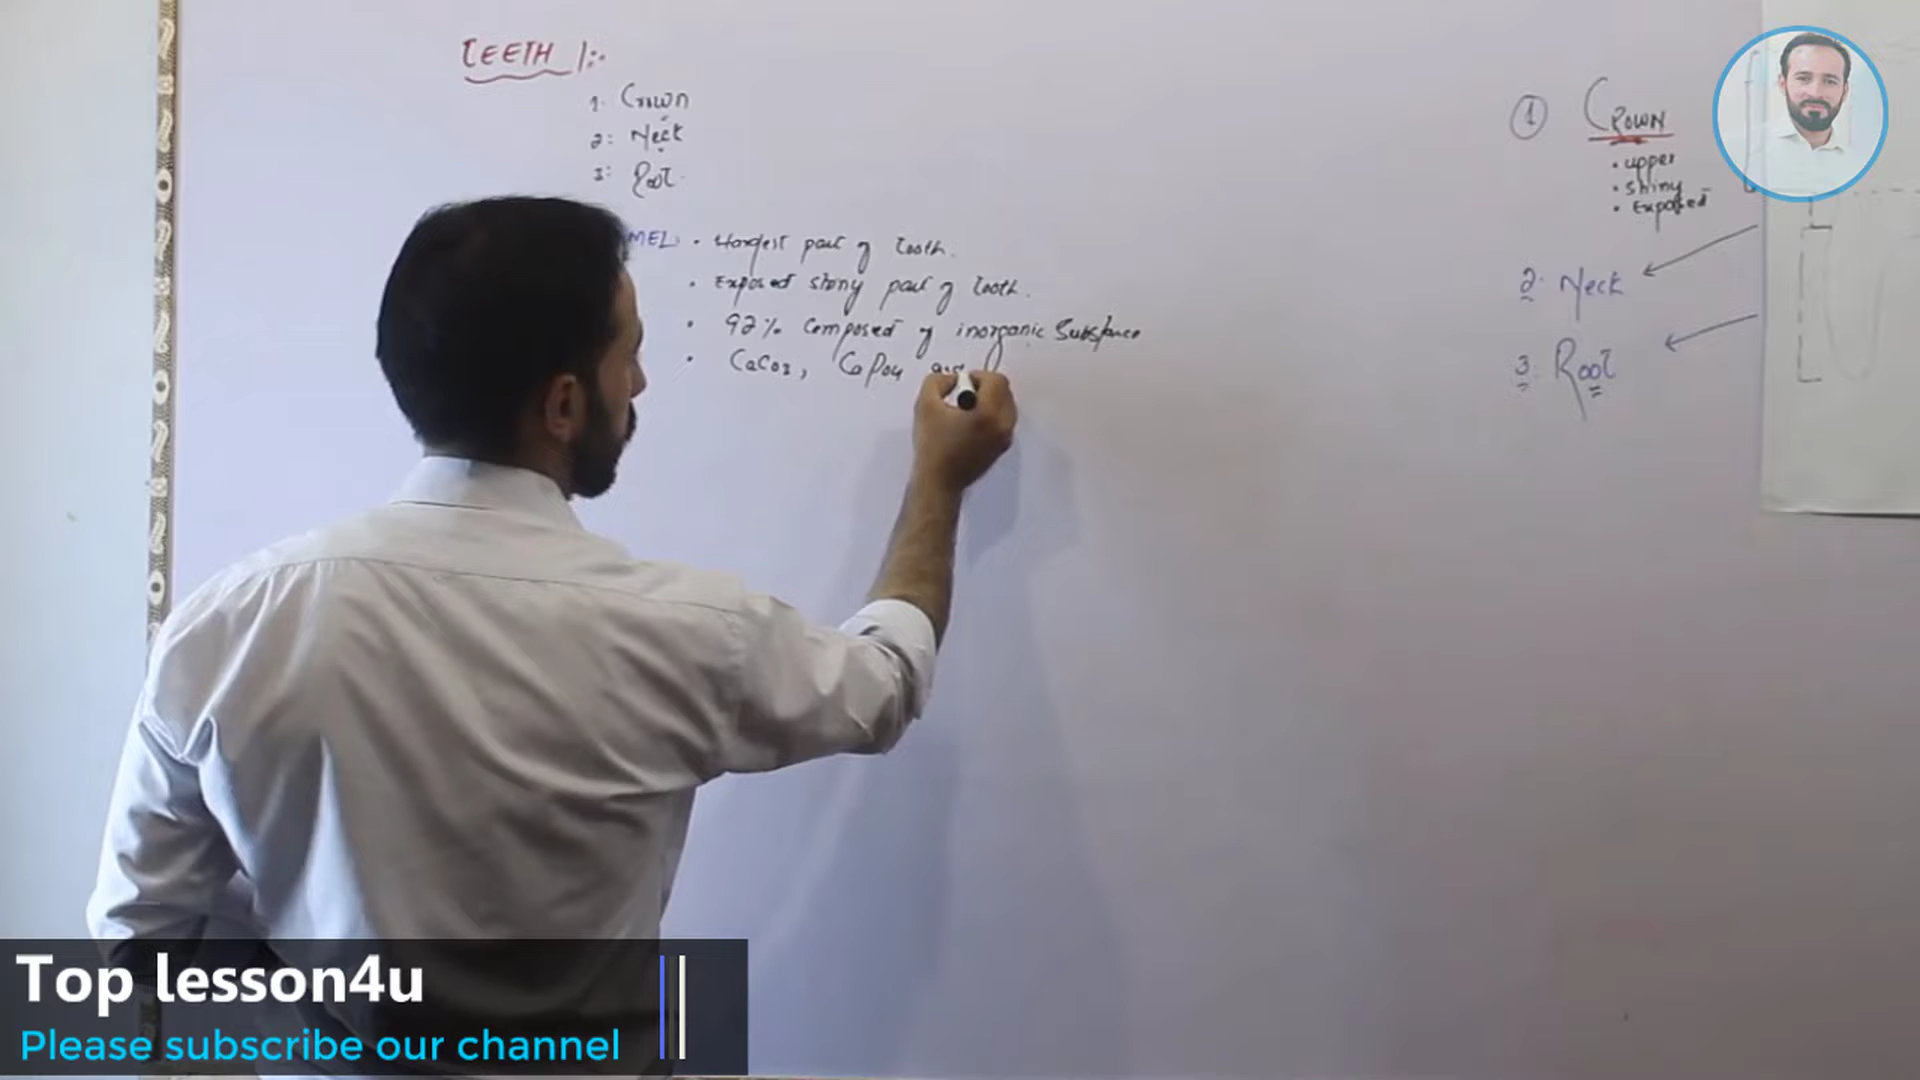 TEETH :-
1. Crown
2: Neck
3: Root.
MEL: • Hardest part of tooth.
• Exposed shiny part of tooth.
• 92% Composed of inorganic Substance
• CaCO3, CaPO4 are
① CROWN
• upper
• shiny
• Exposed
2. Neck
3. Root
Top lesson4u
Please subscribe our channel